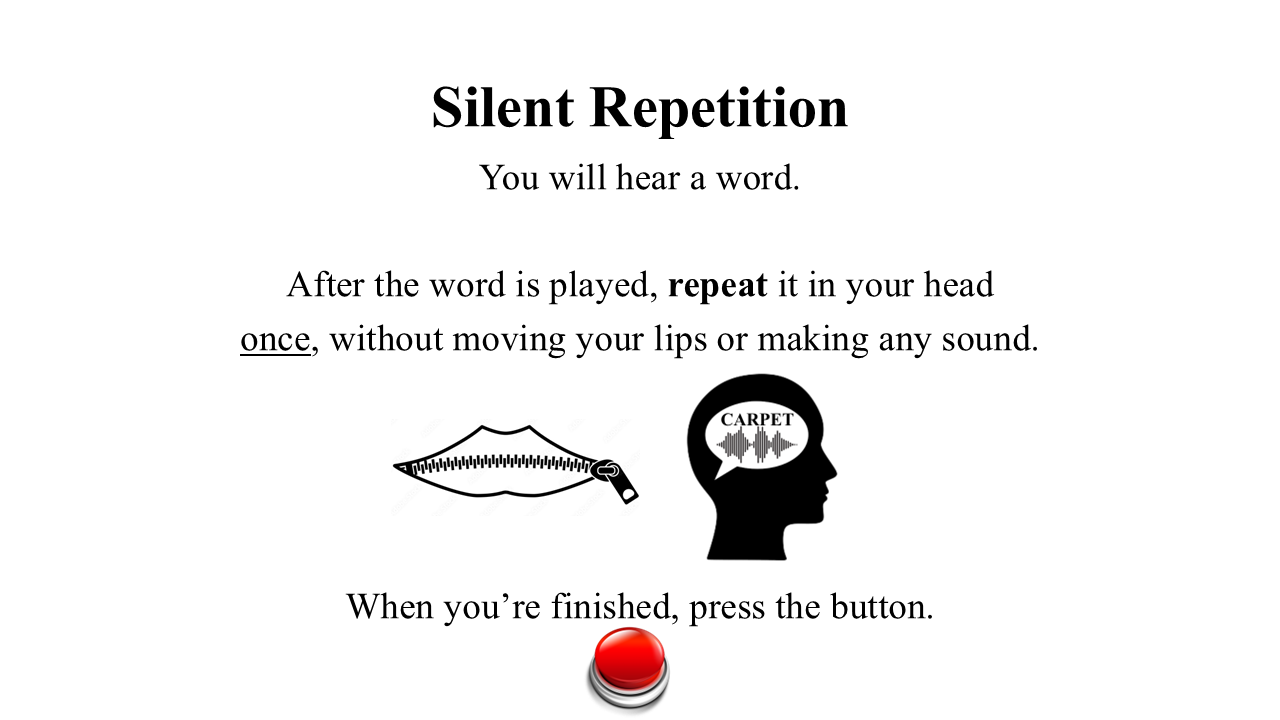 Silent Repetition
You will hear a word.
After the word is played, repeat it in your head
once, without moving your lips or making any sound.
CARPET
When you’re finished, press the button.